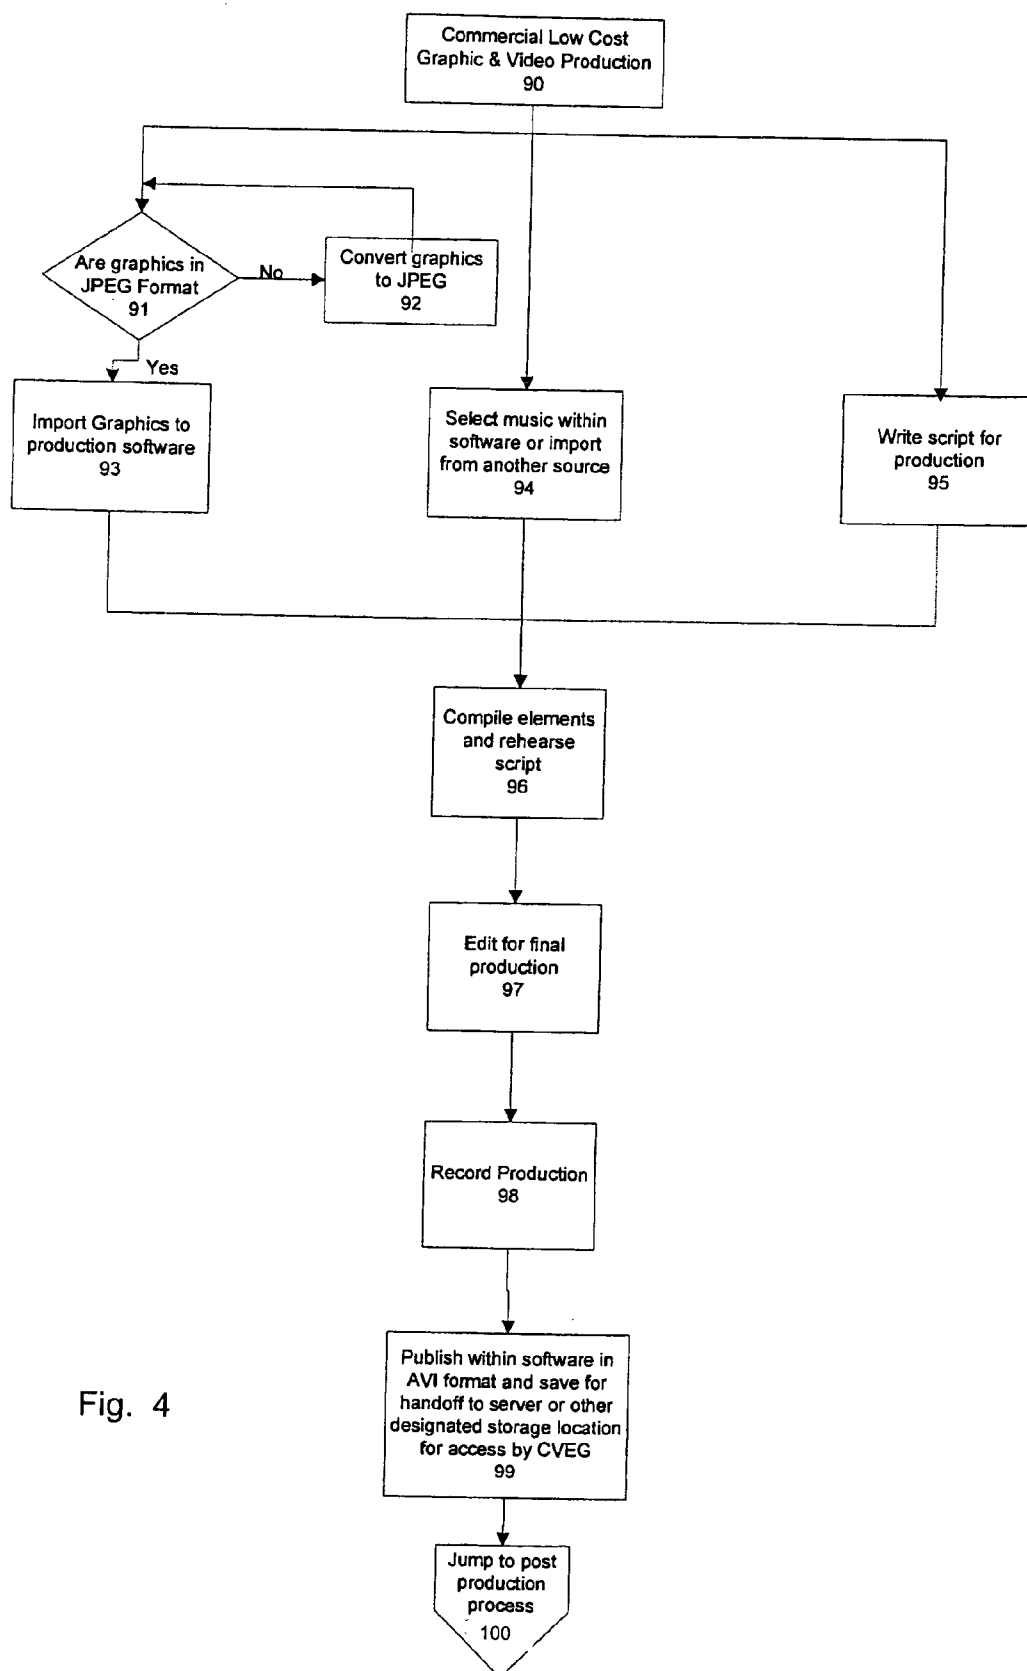 Commercial Low Cost
Graphic & Video Production
90
Are graphics in
JPEG Format
91
No
Convert graphics
to JPEG
92
Yes
Import Graphics to
production software
93
Select music within
software or import
from another source
94
Write script for
production
95
Compile elements
and rehearse
script
96
Edit for final
production
97
Record Production
98
Publish within software in
AVI format and save for
handoff to server or other
designated storage location
for access by CVEG
99
Fig. 4
Jump to post
production
process
100